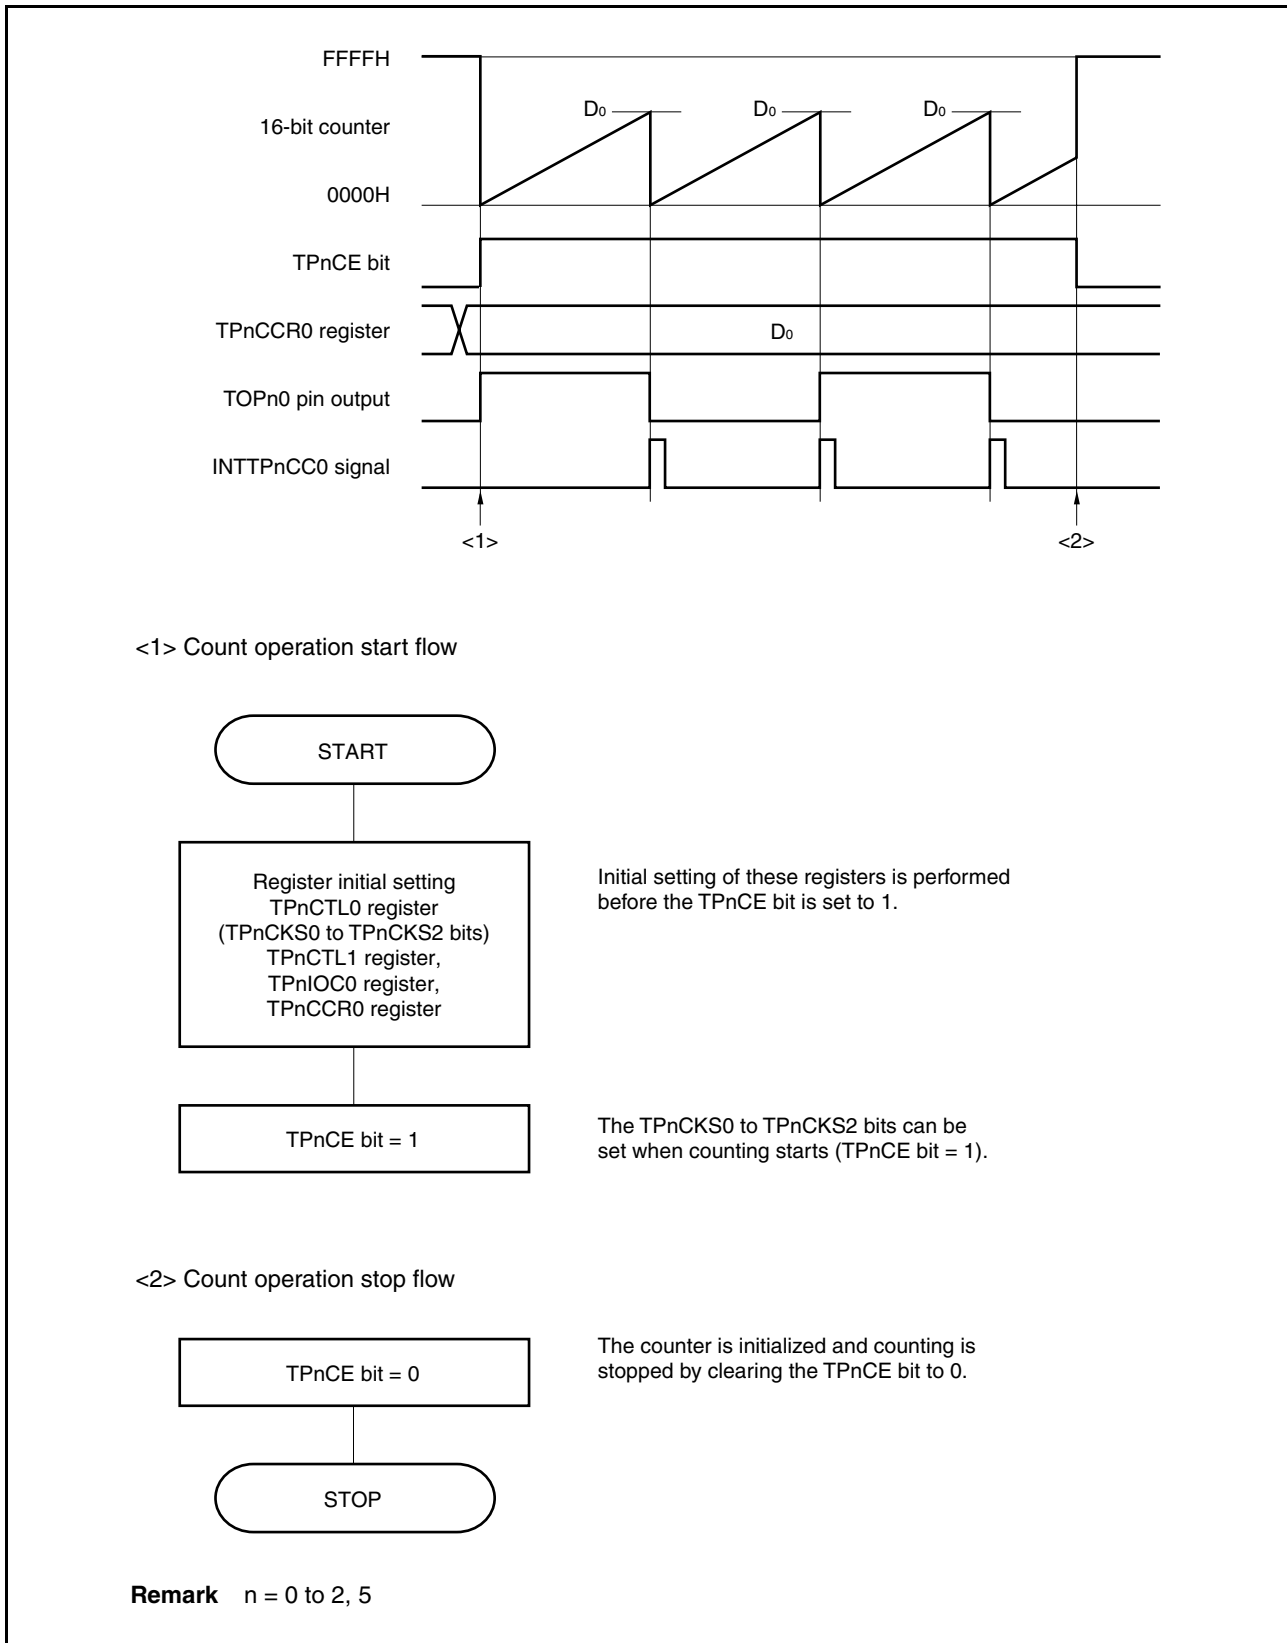 FFFFH
D0 D0 D0
16-bit counter
0000H
TPnCE bit
TPnCCR0 register D0
TOPn0 pin output
INTTPnCC0 signal
<1> <2>
<1> Count operation start flow
START
Register initial setting
TPnCTL0 register
(TPnCKS0 to TPnCKS2 bits)
TPnCTL1 register,
TPnIOC0 register,
TPnCCR0 register
Initial setting of these registers is performed
before the TPnCE bit is set to 1.
TPnCE bit = 1
The TPnCKS0 to TPnCKS2 bits can be
set when counting starts (TPnCE bit = 1).
<2> Count operation stop flow
TPnCE bit = 0
The counter is initialized and counting is
stopped by clearing the TPnCE bit to 0.
STOP
Remark n = 0 to 2, 5